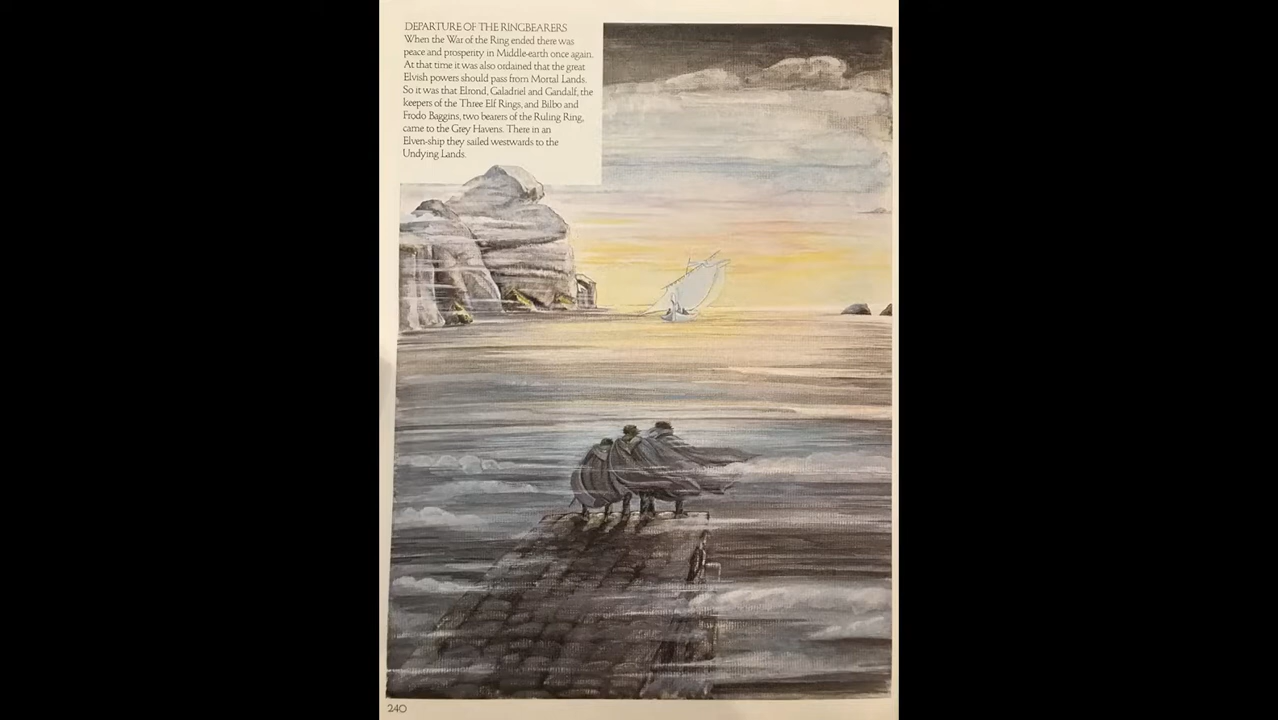 DEPARTURE OF THE RINGBEARERS
When the War of the Ring ended there was
peace and prosperity in Middle-earth once again.
At that time it was also ordained that the great
Elvish powers should pass from Mortal Lands.
So it was that Elrond, Galadriel and Gandalf, the
keepers of the Three Elf Rings, and Bilbo and
Frodo Baggins, two bearers of the Ruling Ring,
came to the Grey Havens. There in an
Elven-ship they sailed westwards to the
Undying Lands.
240